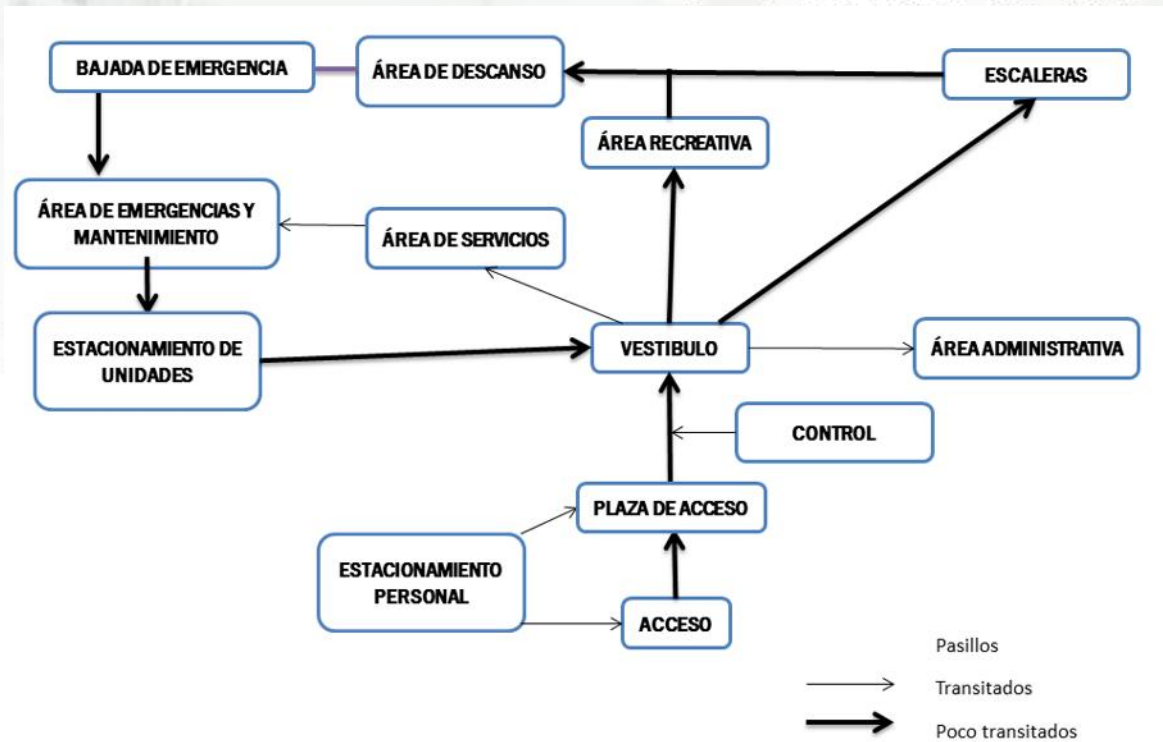 BAJADA DE EMERGENCIA
ÁREA DE DESCANSO
ESCALERAS
ÁREA RECREATIVA
ÁREA DE EMERGENCIAS Y
MANTENIMIENTO
ÁREA DE SERVICIOS
ESTACIONAMIENTO DE
UNIDADES
VESTIBULO
ÁREA ADMINISTRATIVA
CONTROL
PLAZA DE ACCESO
ESTACIONAMIENTO
PERSONAL
ACCESO
Pasillos
Transitados
Poco transitados